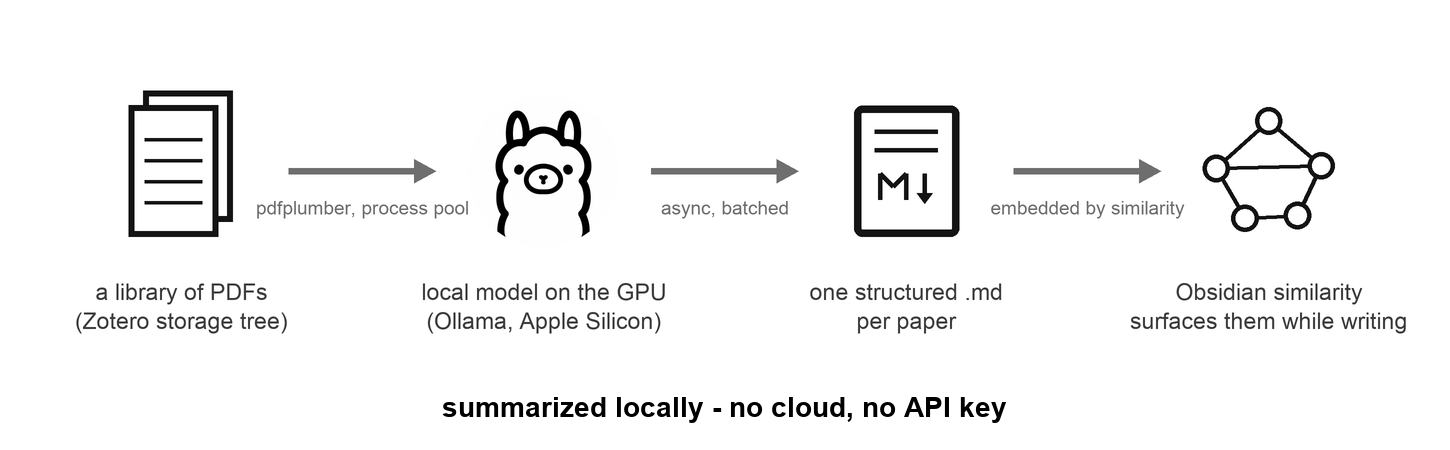 pdfplumber, process pool
async, batched
embedded by similarity
M↓
a library of PDFs
(Zotero storage tree)
local model on the GPU
(Ollama, Apple Silicon)
one structured .md
per paper
Obsidian similarity
surfaces them while writing
summarized locally - no cloud, no API key